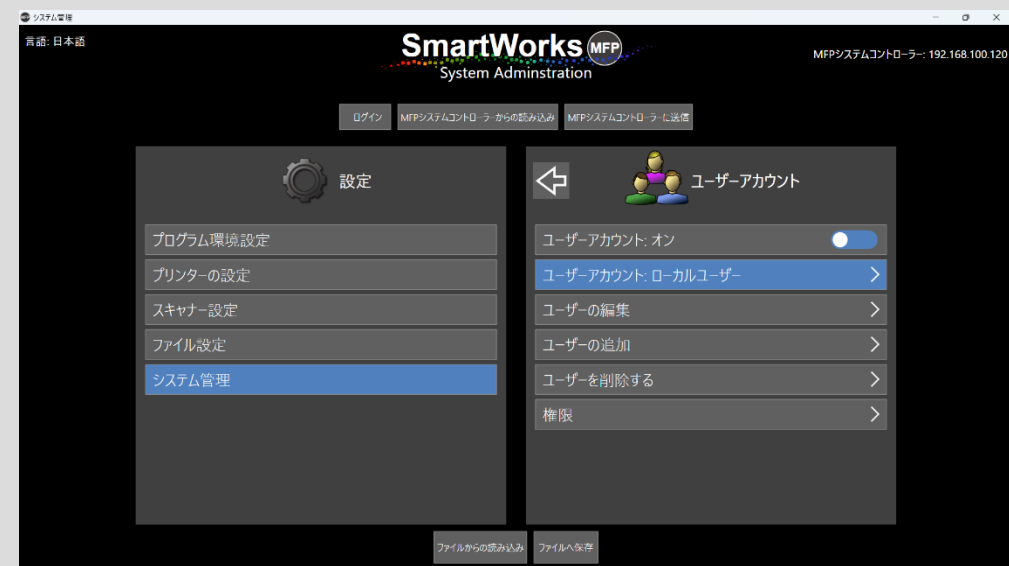 システム管理
言語: 日本語
SmartWorks MFP
System Adminstration
MFPシステムコントローラー: 192.168.100.120
ログイン
MFPシステムコントローラーからの読み込み
MFPシステムコントローラーに送信
設定
プログラム環境設定
プリンターの設定
スキャナー設定
ファイル設定
システム管理
ユーザーアカウント
ユーザーアカウント: オン
ユーザーアカウント: ローカルユーザー
ユーザーの編集
ユーザーの追加
ユーザーを削除する
権限
ファイルからの読み込み
ファイルへ保存